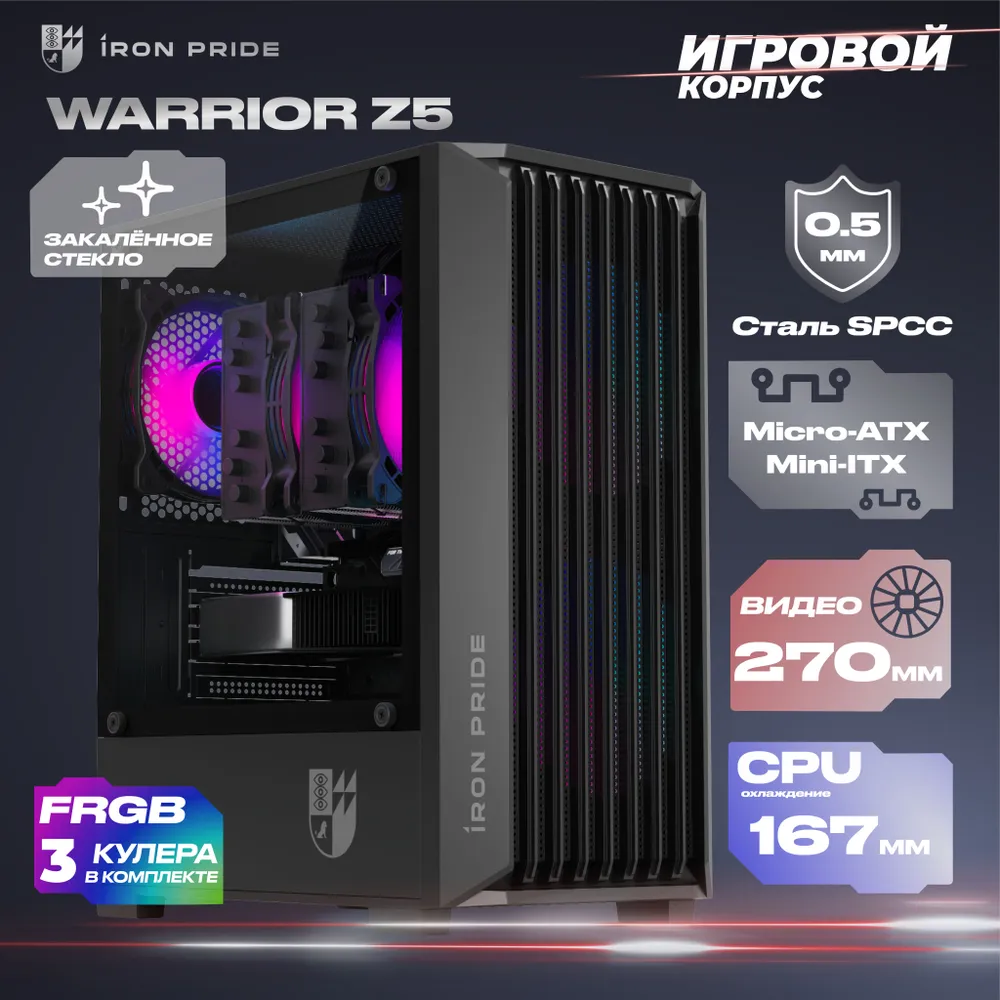 IRON PRIDE
ИГРОВОЙ
КОРПУС
WARRIOR Z5
ЗАКАЛЁННОЕ
СТЕКЛО
0.5
ММ
Сталь SPCC
Micro-ATX
Mini-ITX
ВИДЕО
270ММ
CPU
охлаждение
167ММ
IRON PRIDE
FRGB
3 КУЛЕРА
В КОМПЛЕКТЕ